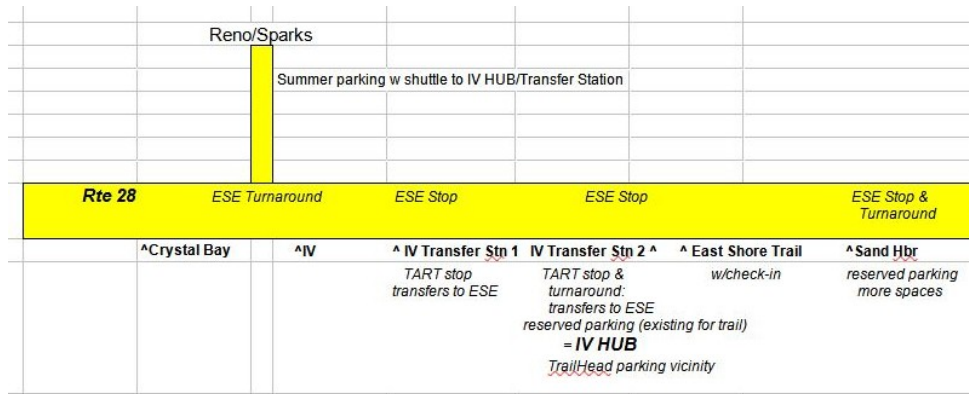 Reno/Sparks
Summer parking w shuttle to IV HUB/Transfer Station
Rte 28 ESE Turnaround ESE Stop ESE Stop ESE Stop &
Turnaround
^Crystal Bay ^IV ^ IV Transfer Stn 1 IV Transfer Stn 2 ^ ^ East Shore Trail ^Sand Hbr
TART stop TART stop & w/check-in reserved parking
transfers to ESE turnaround: more spaces
transfers to ESE
reserved parking (existing for trail)
= IV HUB
TrailHead parking vicinity